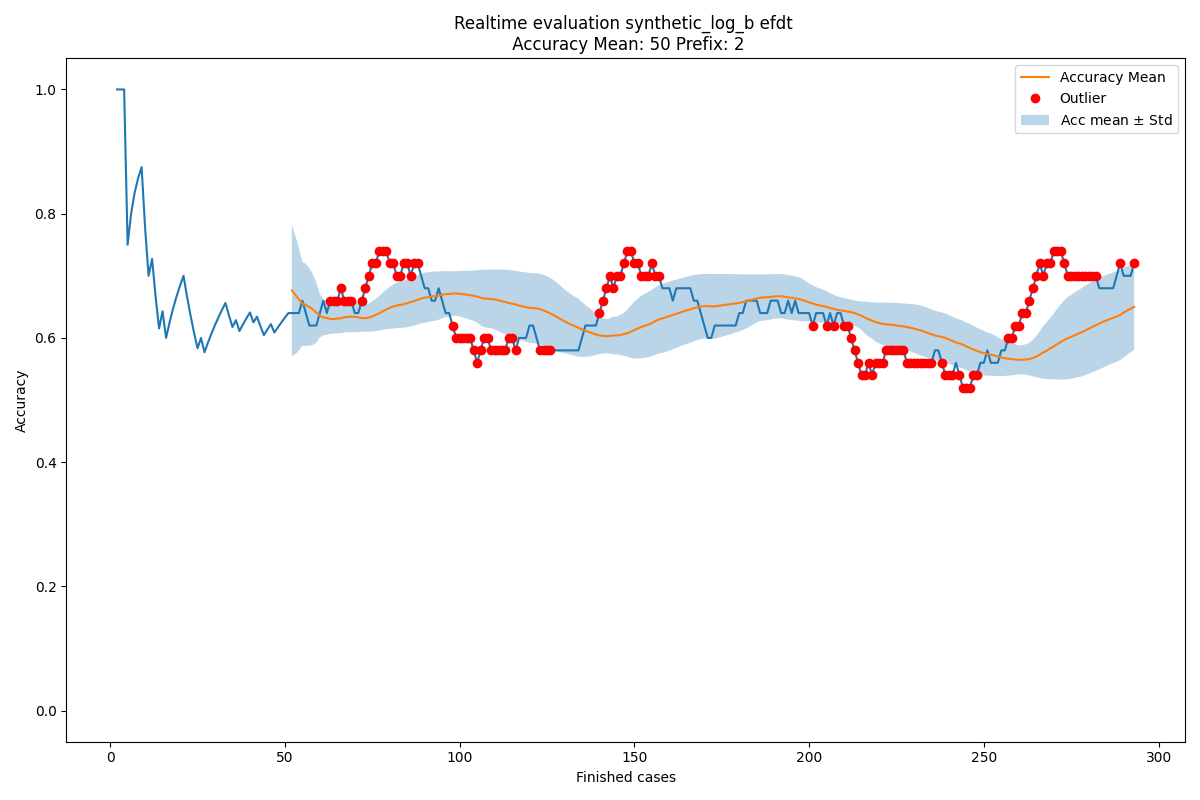 Realtime evaluation synthetic_log_b efdt
Accuracy Mean: 50 Prefix: 2
Accuracy Mean
Outlier
Acc mean ± Std
Accuracy
1.0
0.8
0.6
0.4
0.2
0.0
0 50 100 150 200 250 300
Finished cases